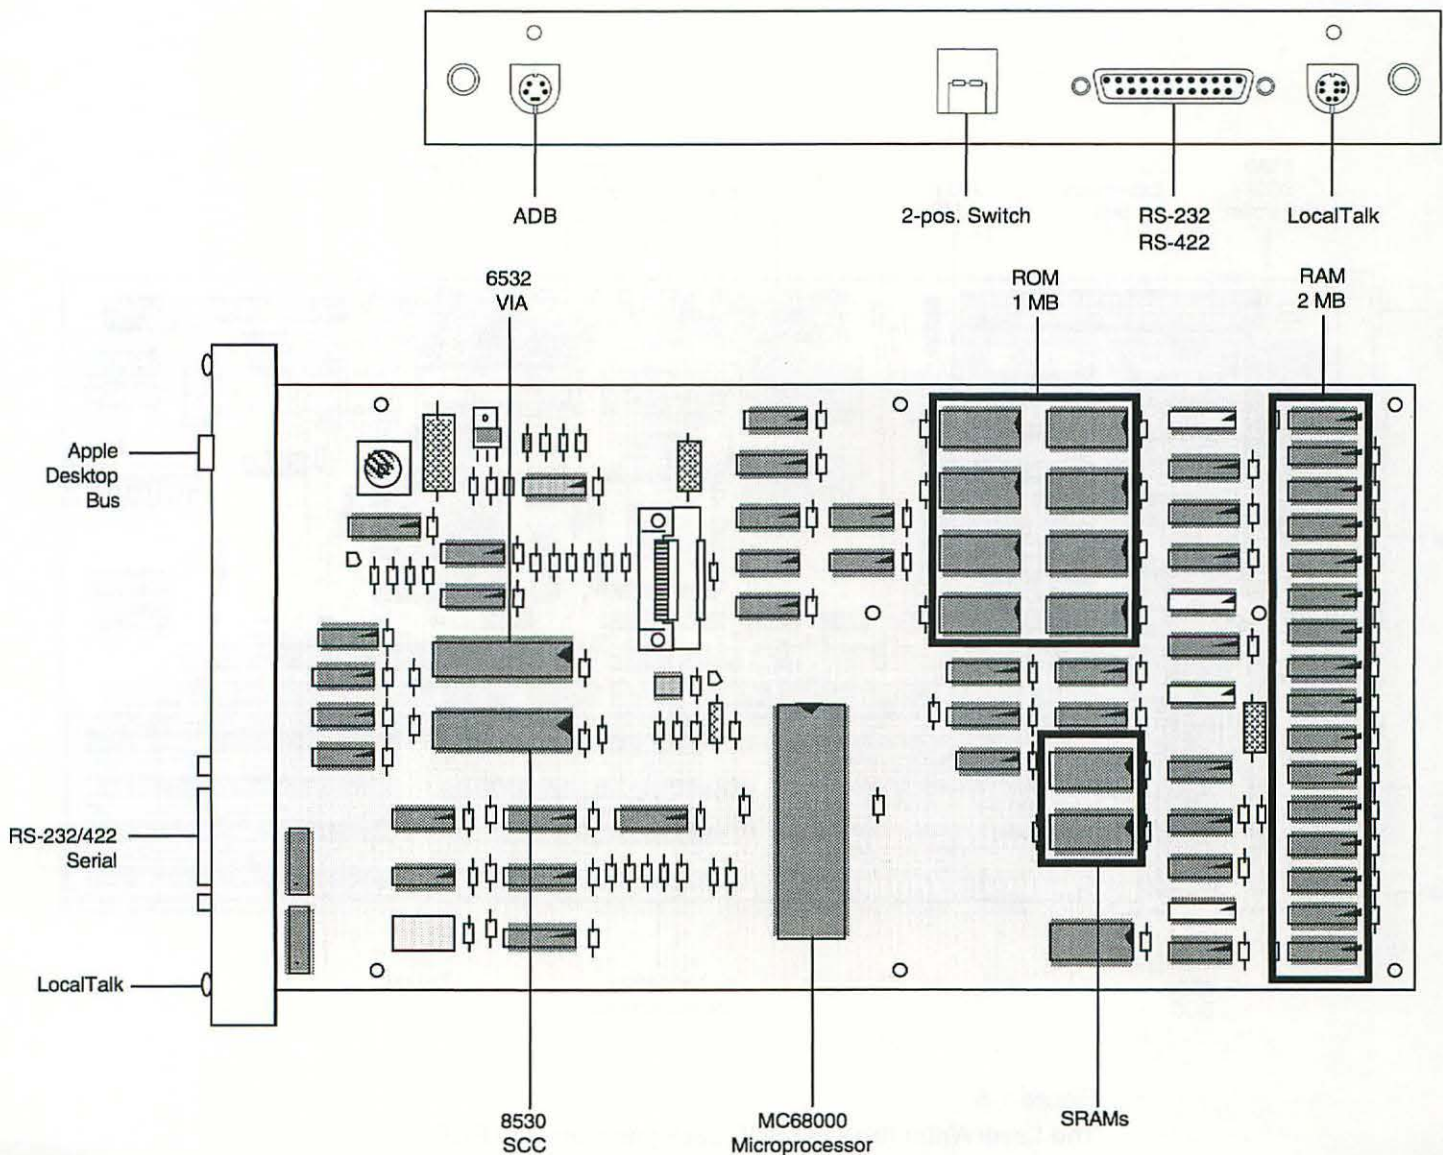 ADB
2-pos. Switch
RS-232
RS-422
LocalTalk
6532
VIA
ROM
1 MB
RAM
2 MB
Apple
Desktop
Bus
RS-232/422
Serial
LocalTalk
8530
SCC
MC68000
Microprocessor
SRAMs